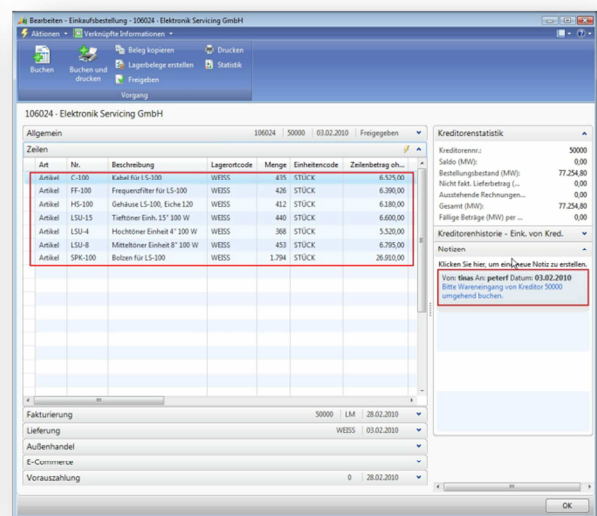 Bearbeiten - Einkaufsbestellung - 106024 - Elektronik Servicing GmbH
Aktionen Verknüpfte Informationen
Buchen
Buchen und drucken
Beleg kopieren
Lagerbelege erstellen
Freigeben
Drucken
Statistik
Vorgang
106024 - Elektronik Servicing GmbH
Allgemein 106024 50000 03.02.2010 Freigegeben
Zeilen
Art Nr. Beschreibung Lagerortcode Menge Einheitencode Zeilenbetrag oh...
Artikel C-100 Kabel für LS-100 WEISS 435 STÜCK 6.525,00
Artikel FF-100 Frequenzfilter für LS-100 WEISS 426 STÜCK 6.390,00
Artikel HS-100 Gehäuse LS-100, Eiche 120 WEISS 412 STÜCK 6.180,00
Artikel LSU-15 Tieftöner Einh. 15" 100 W WEISS 440 STÜCK 6.600,00
Artikel LSU-4 Hochtöner Einheit 4" 100 W WEISS 368 STÜCK 5.520,00
Artikel LSU-8 Mitteltöner Einheit 8" 100 W WEISS 453 STÜCK 6.795,00
Artikel SPK-100 Bolzen für LS-100 WEISS 1.794 STÜCK 26.910,00
Fakturierung 50000 LM 28.02.2010
Lieferung WEISS 03.02.2010
Außenhandel
E-Commerce
Vorauszahlung 0 28.02.2010
Kreditorenstatistik
Kreditorennr.: 50000
Saldo (MW): 0,00
Bestellungsbestand (MW): 77.254,80
Nicht fakt. Lieferbetrag (... 0,00
Ausstehende Rechnungen... 0,00
Gesamt (MW): 77.254,80
Fällige Beträge (MW) per ... 0,00
Kreditorenhistorie - Eink. von Kred.
Notizen
Klicken Sie hier, um eine neue Notiz zu erstellen.
Von: tinas An: peterf Datum: 03.02.2010
Bitte Wareneingang von Kreditor 50000
umgehend buchen.
OK